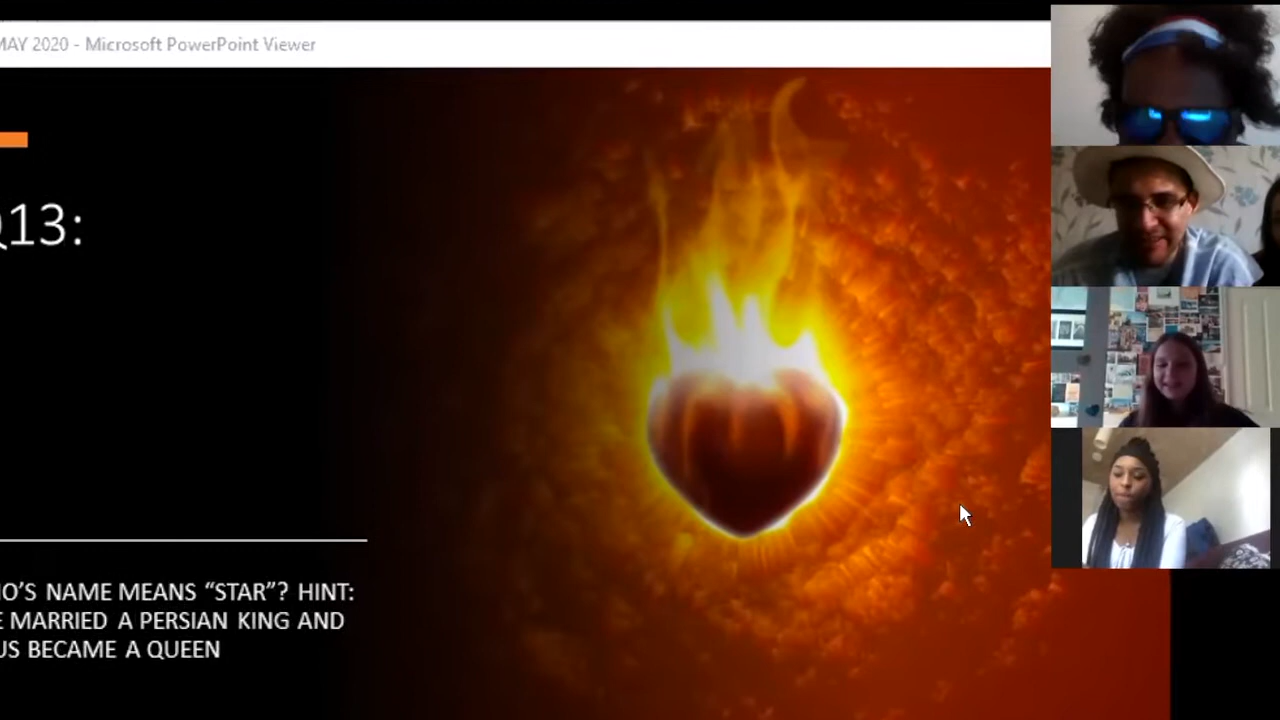 MAY 2020 - Microsoft PowerPoint Viewer
Q13:
HO'S NAME MEANS “STAR”? HINT:
E MARRIED A PERSIAN KING AND
US BECAME A QUEEN